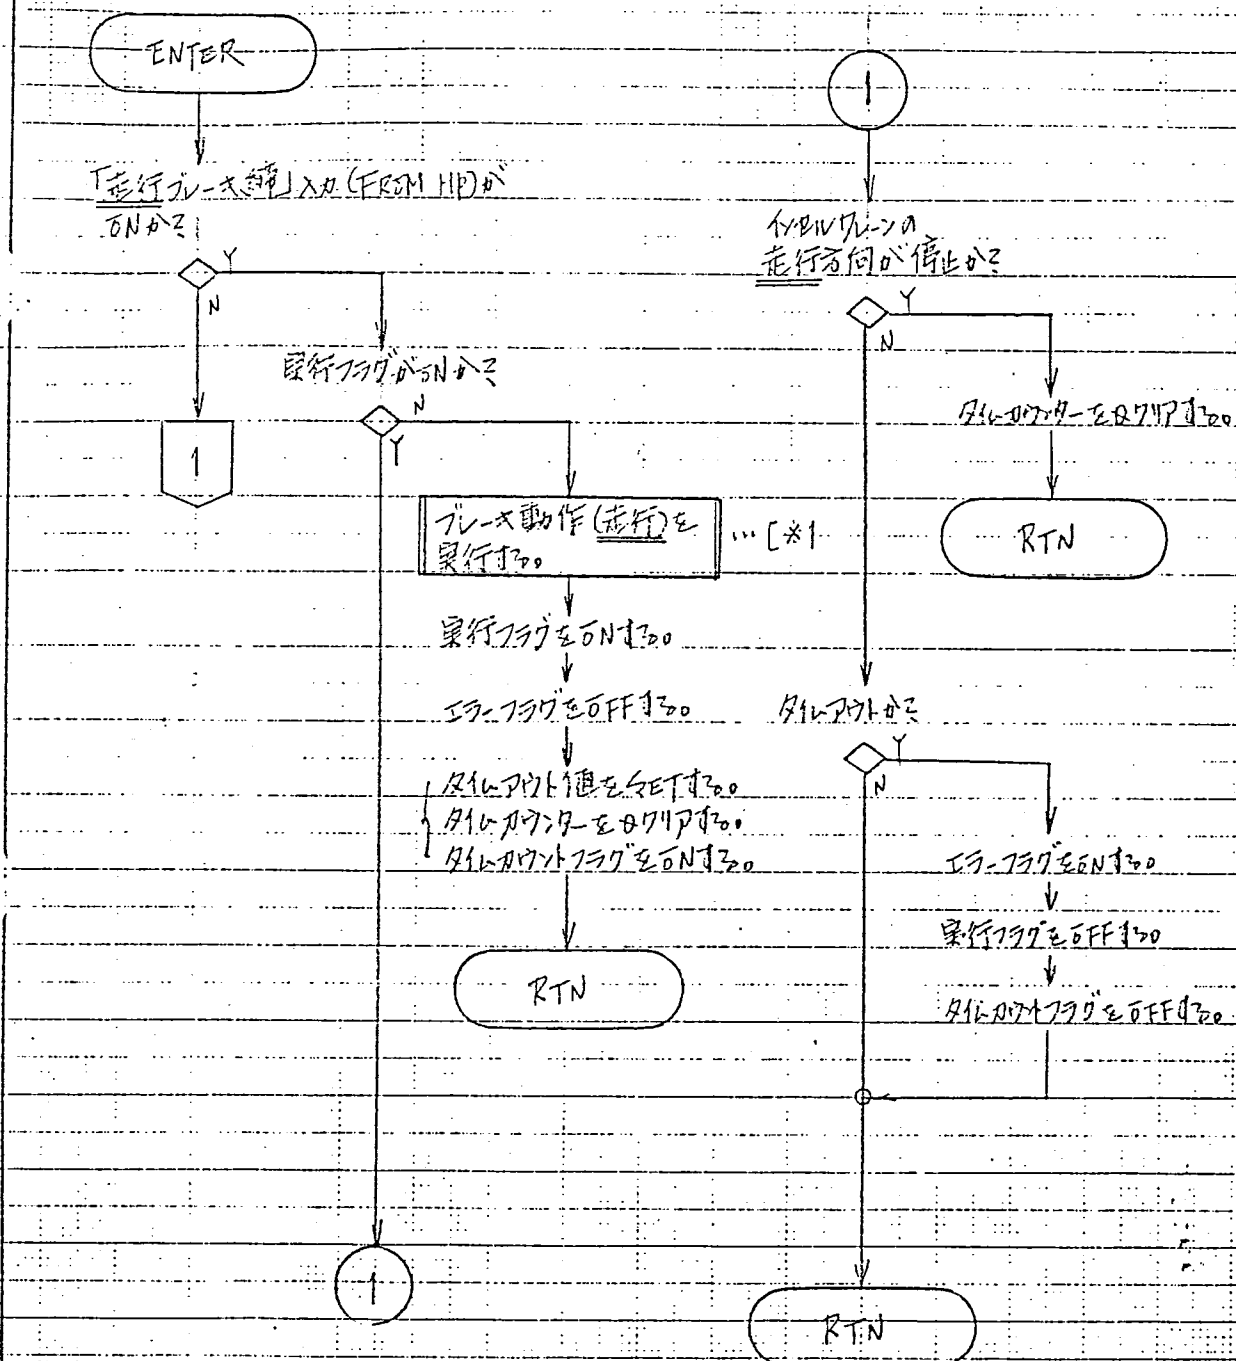 ENTER
「走行ブレーキ締」入力(FROM HP)が
ONか?
Y
N
1
実行フラグがONか?
N
Y
ブレーキ動作(走行)を
実行する。
…[※1
実行フラグをONする。
エラーフラグをOFFする。
タイムアウト値をSETする。
タイムカウンターを0クリアする。
タイムカウントフラグをONする。
RTN
1
1
走行方向が停止か?
Y
N
タイムカウンターを0クリアする。
RTN
タイムアウトか?
Y
N
エラーフラグをONする。
実行フラグをOFFする。
タイムカウントフラグをOFFする。
RTN